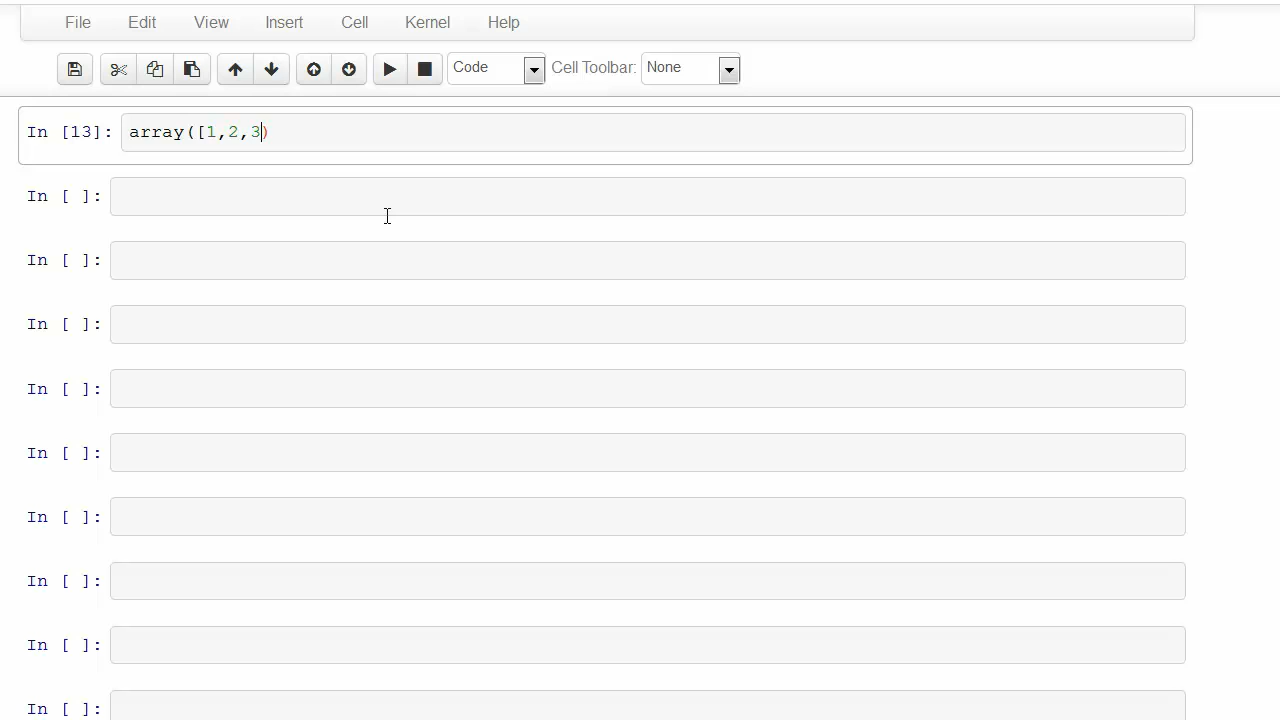 File Edit View Insert Cell Kernel Help
Code Cell Toolbar: None
In [13]: array([1,2,3)
In [ ]:
In [ ]:
In [ ]:
In [ ]:
In [ ]:
In [ ]:
In [ ]:
In [ ]:
In [ ]: